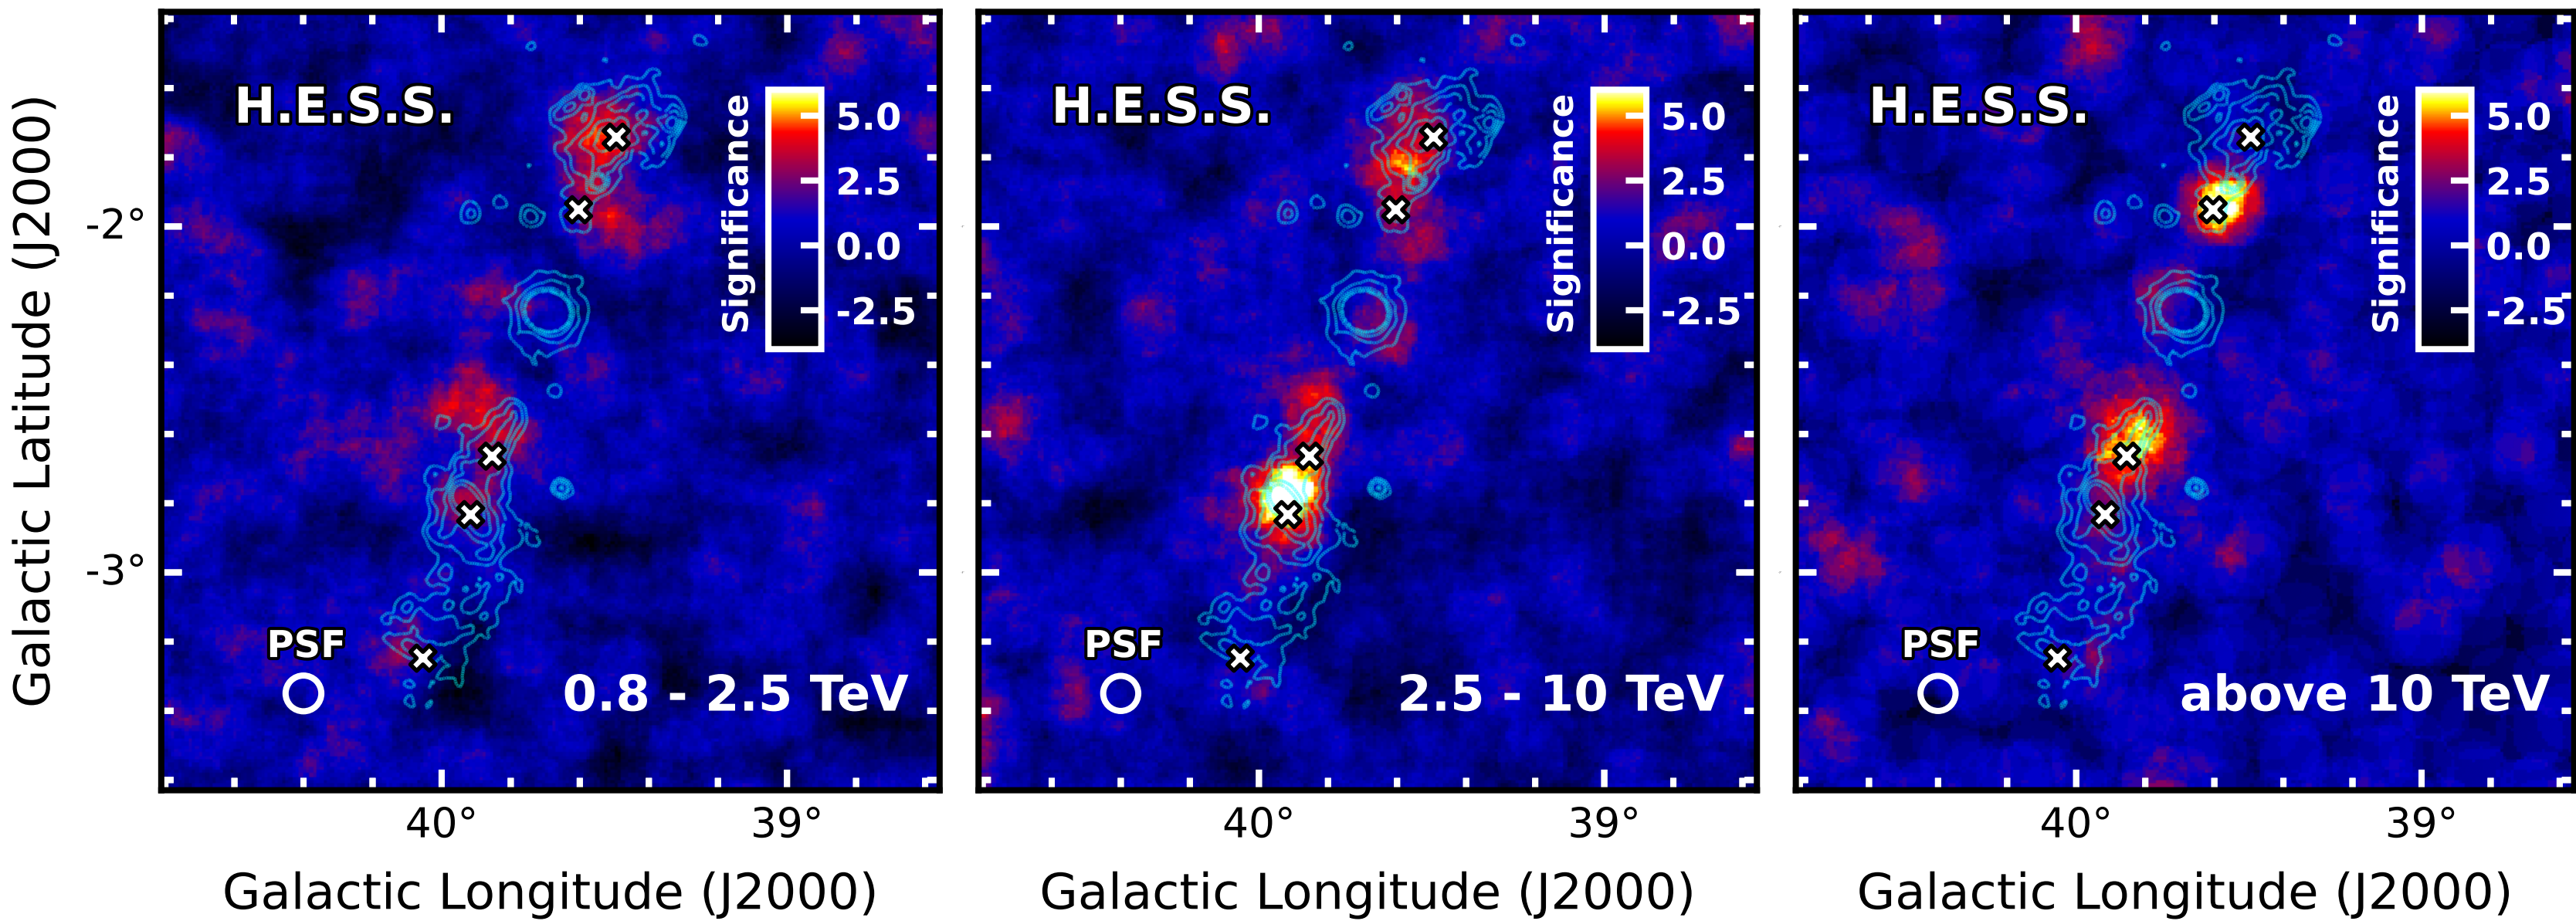 H.E.S.S.
Significance
5.0
2.5
0.0
-2.5
PSF
0.8 - 2.5 TeV
H.E.S.S.
Significance
5.0
2.5
0.0
-2.5
PSF
2.5 - 10 TeV
H.E.S.S.
Significance
5.0
2.5
0.0
-2.5
PSF
above 10 TeV
Galactic Latitude (J2000)
-2°
-3°
40° 39°
40° 39°
40° 39°
Galactic Longitude (J2000)
Galactic Longitude (J2000)
Galactic Longitude (J2000)